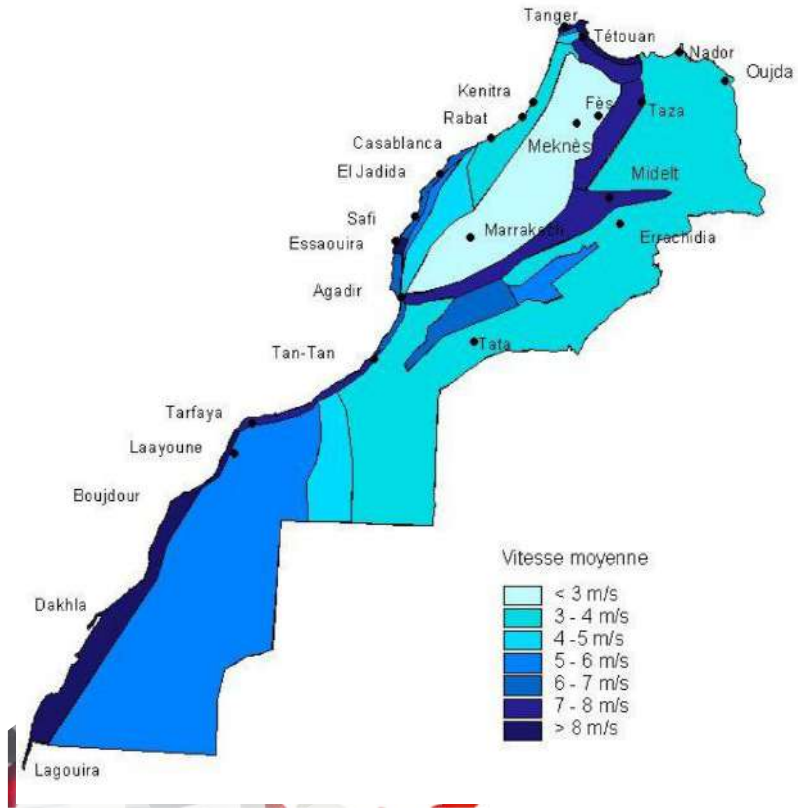 Tanger
Tétouan
Nador
Oujda
Kenitra
Fès
Rabat
Taza
Casablanca
Meknès
El Jadida
Midelt
Safi
Marrakech
Errachidia
Essaouira
Agadir
Tata
Tan-Tan
Tarfaya
Laayoune
Boujdour
Vitesse moyenne
< 3 m/s
3 - 4 m/s
4 -5 m/s
5 - 6 m/s
6 - 7 m/s
7 - 8 m/s
> 8 m/s
Dakhla
Lagouira